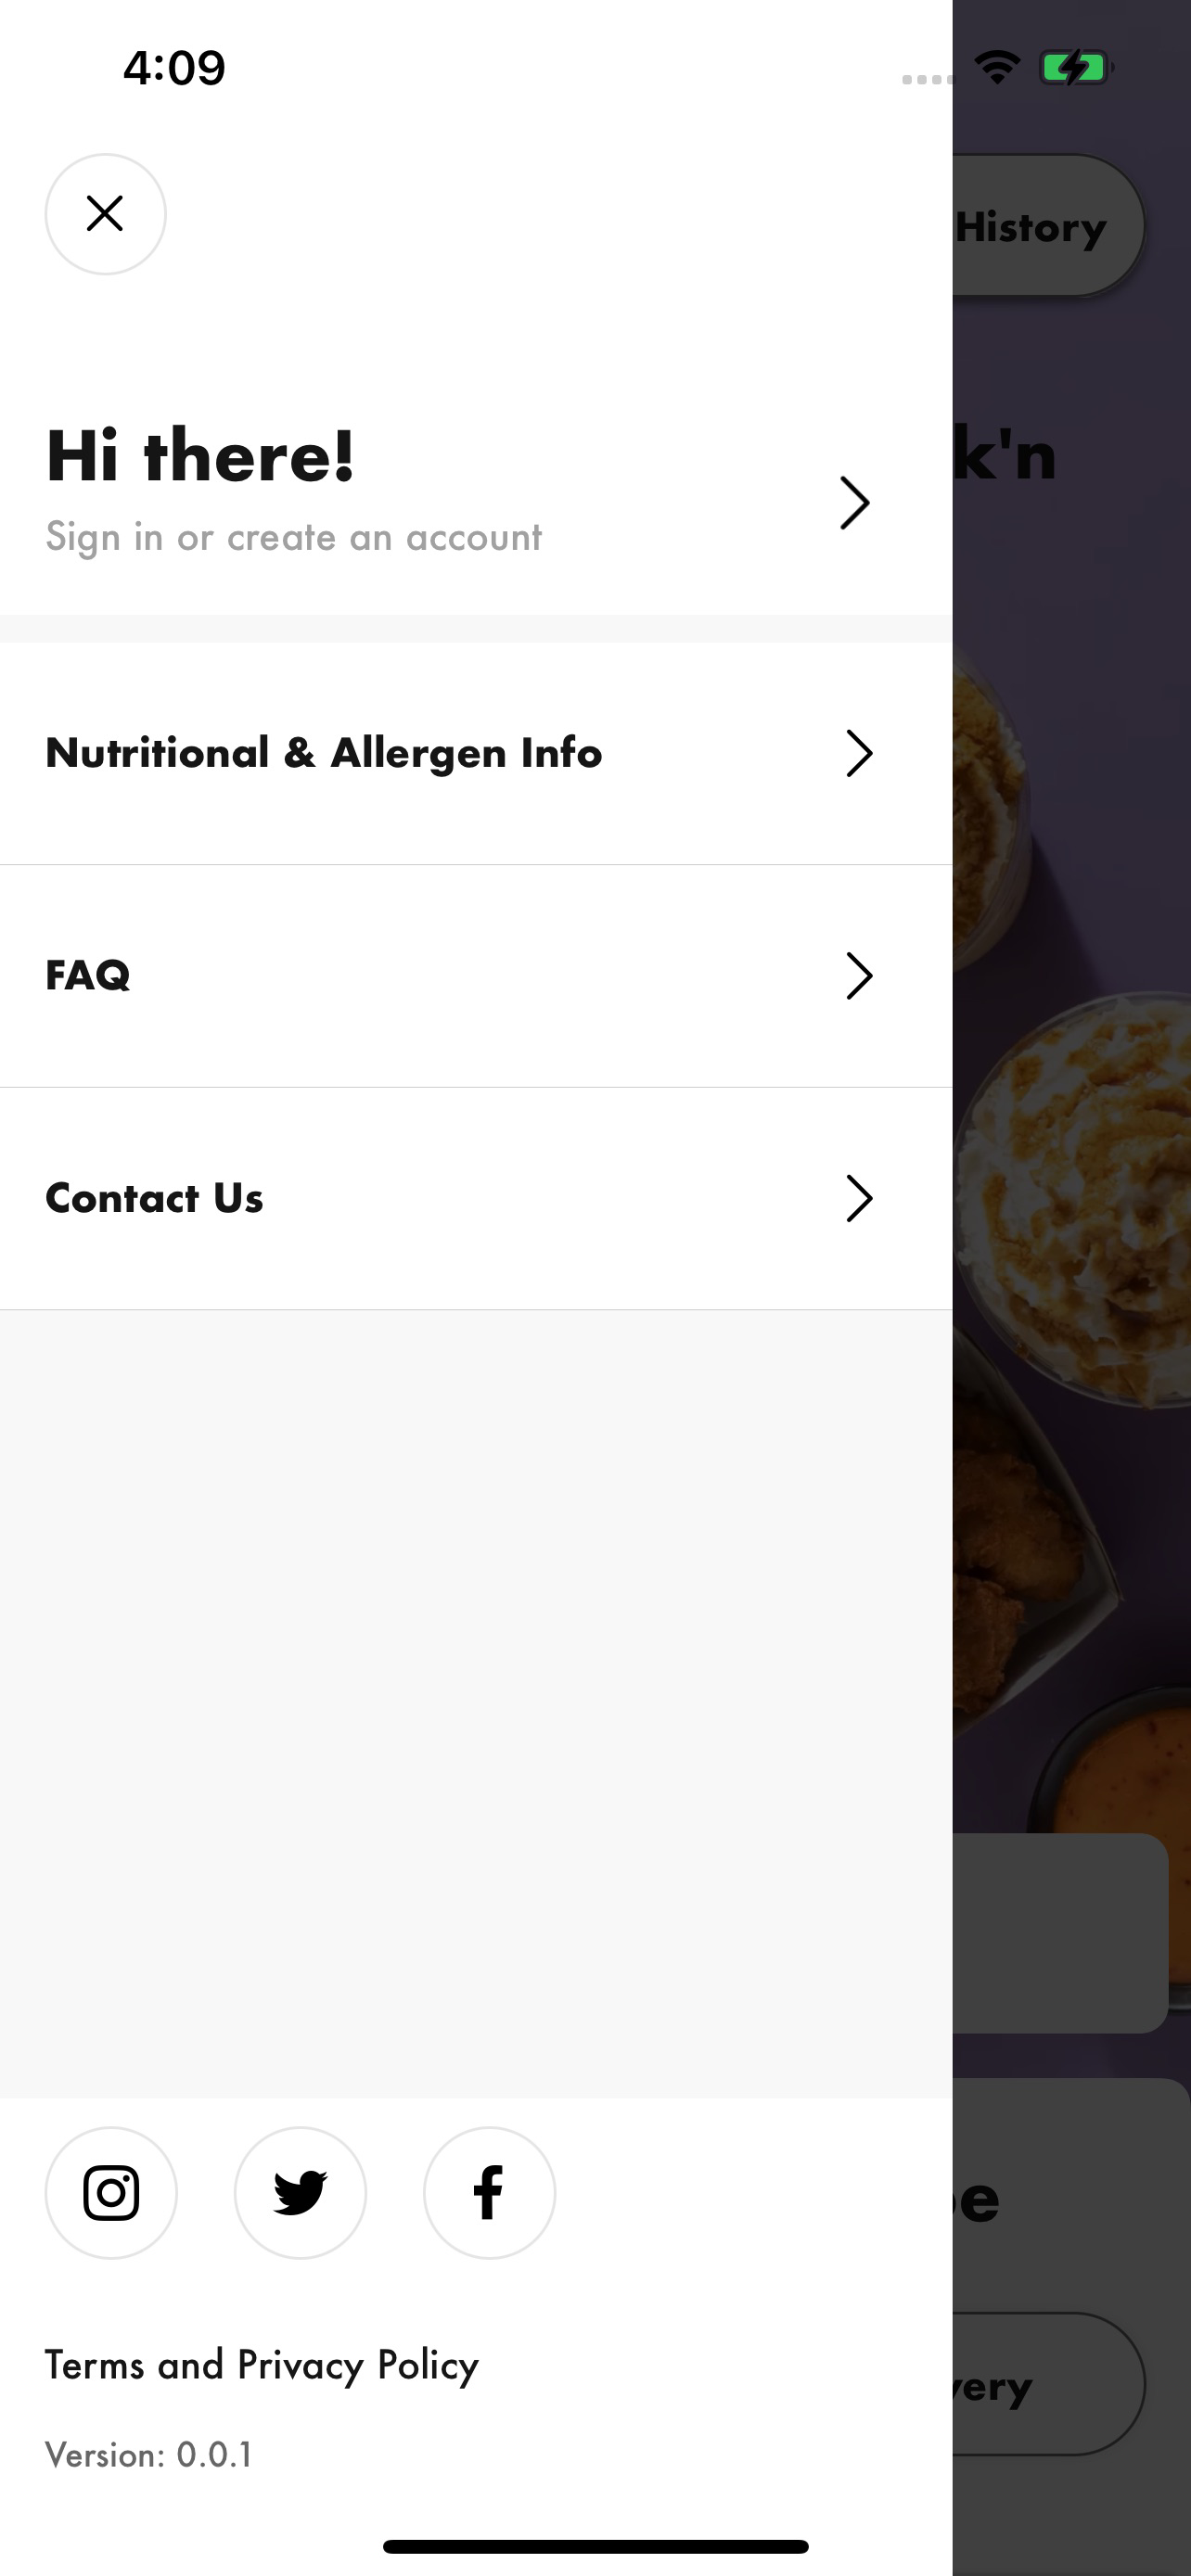 4:09
History
Hi there!
k'n
Sign in or create an account
Nutritional & Allergen Info
FAQ
Contact Us
Terms and Privacy Policy
very
Version: 0.0.1